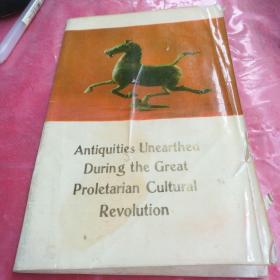 Antiquities Unearthed
During the Great
Proletarian Cultural
Revolution